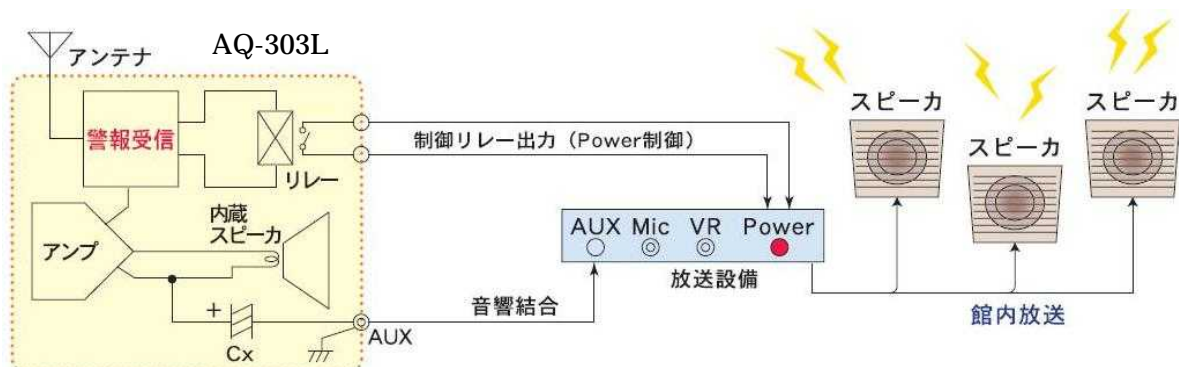 アンテナ
AQ-303L
警報受信
リレー
制御リレー出力（Power制御）
内蔵
スピーカ
アンプ
+
Cx
AUX
音響結合
AUX Mic VR Power
放送設備
スピーカ
スピーカ
スピーカ
館内放送